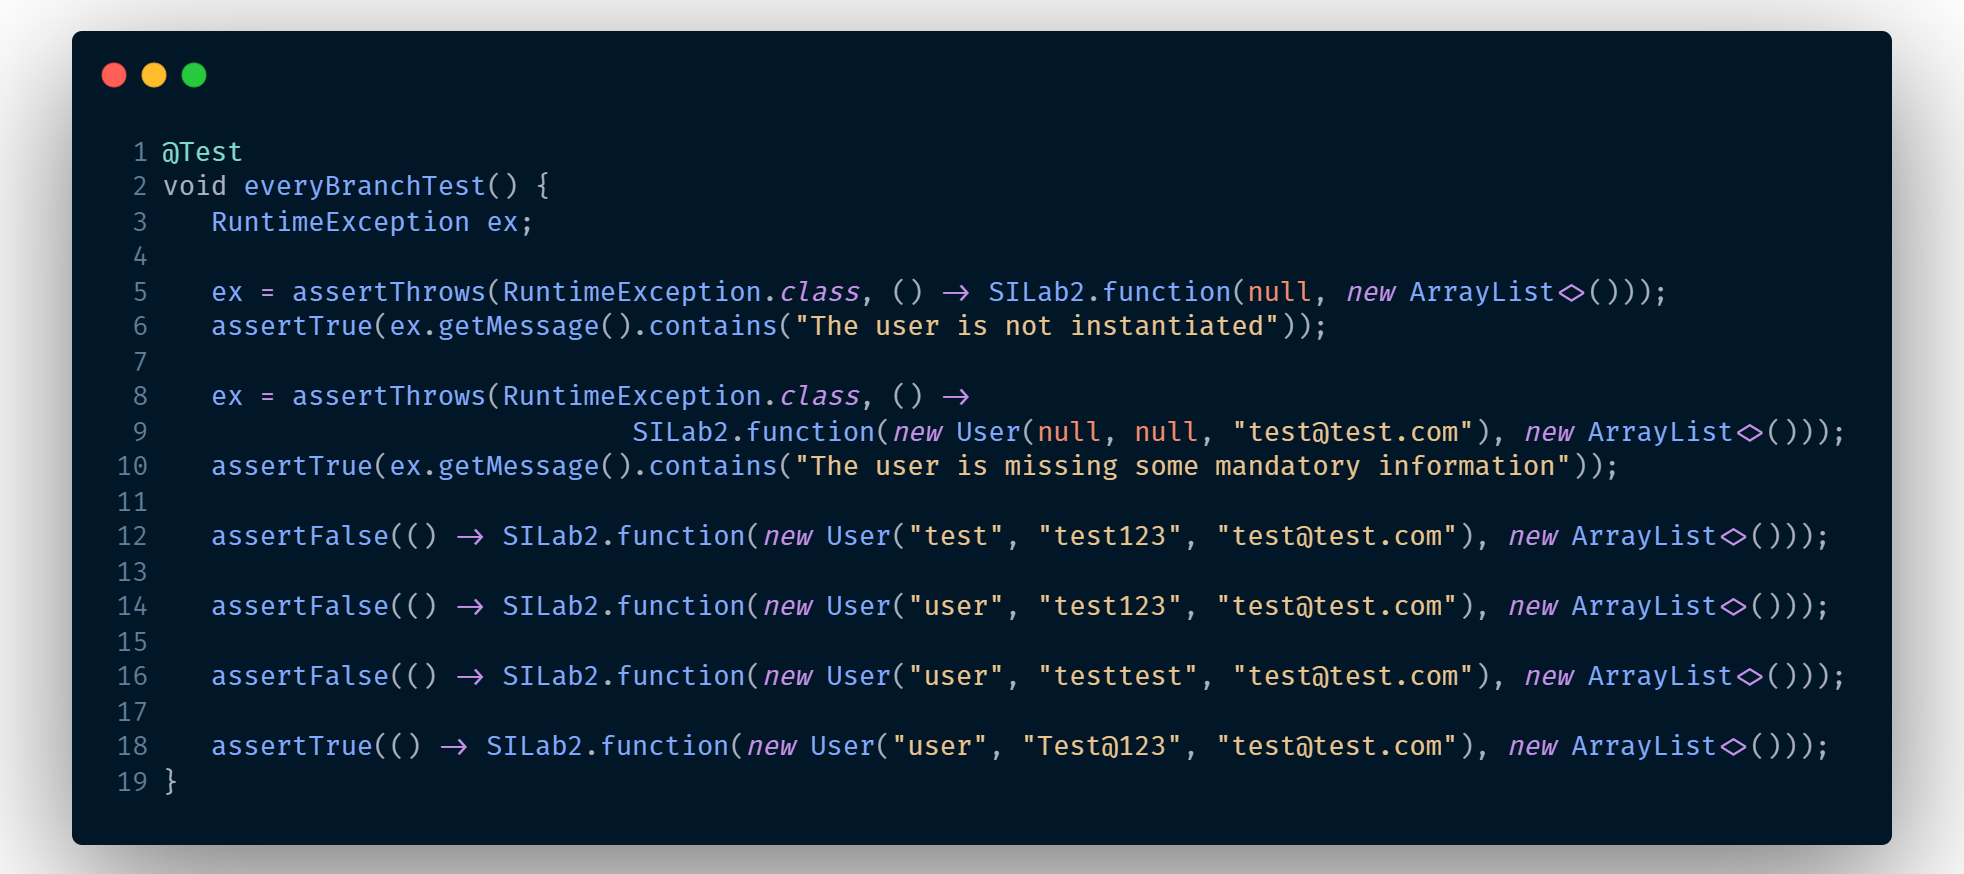 1 @Test
2 void everyBranchTest() {
3    RuntimeException ex;
4
5    ex = assertThrows(RuntimeException.class, () -> SILab2.function(null, new ArrayList<>()));
6    assertTrue(ex.getMessage().contains("The user is not instantiated"));
7
8    ex = assertThrows(RuntimeException.class, () ->
9                              SILab2.function(new User(null, null, "test@test.com"), new ArrayList<>()));
10    assertTrue(ex.getMessage().contains("The user is missing some mandatory information"));
11
12    assertFalse(() -> SILab2.function(new User("test", "test123", "test@test.com"), new ArrayList<>()));
13
14    assertFalse(() -> SILab2.function(new User("user", "test123", "test@test.com"), new ArrayList<>()));
15
16    assertFalse(() -> SILab2.function(new User("user", "testtest", "test@test.com"), new ArrayList<>()));
17
18    assertTrue(() -> SILab2.function(new User("user", "Test@123", "test@test.com"), new ArrayList<>()));
19 }